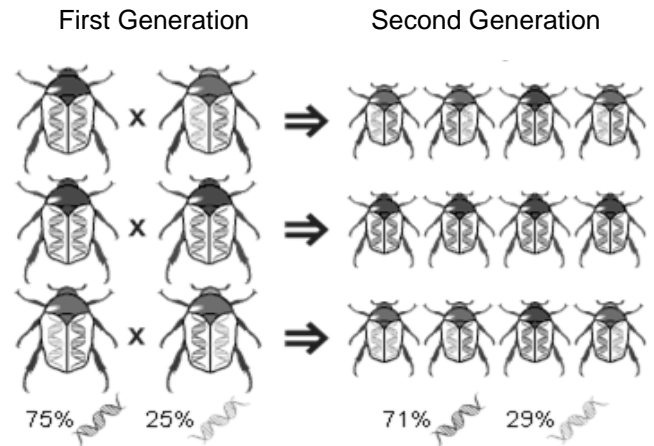 First Generation
Second Generation
x
x
x
75%
25%
71%
29%